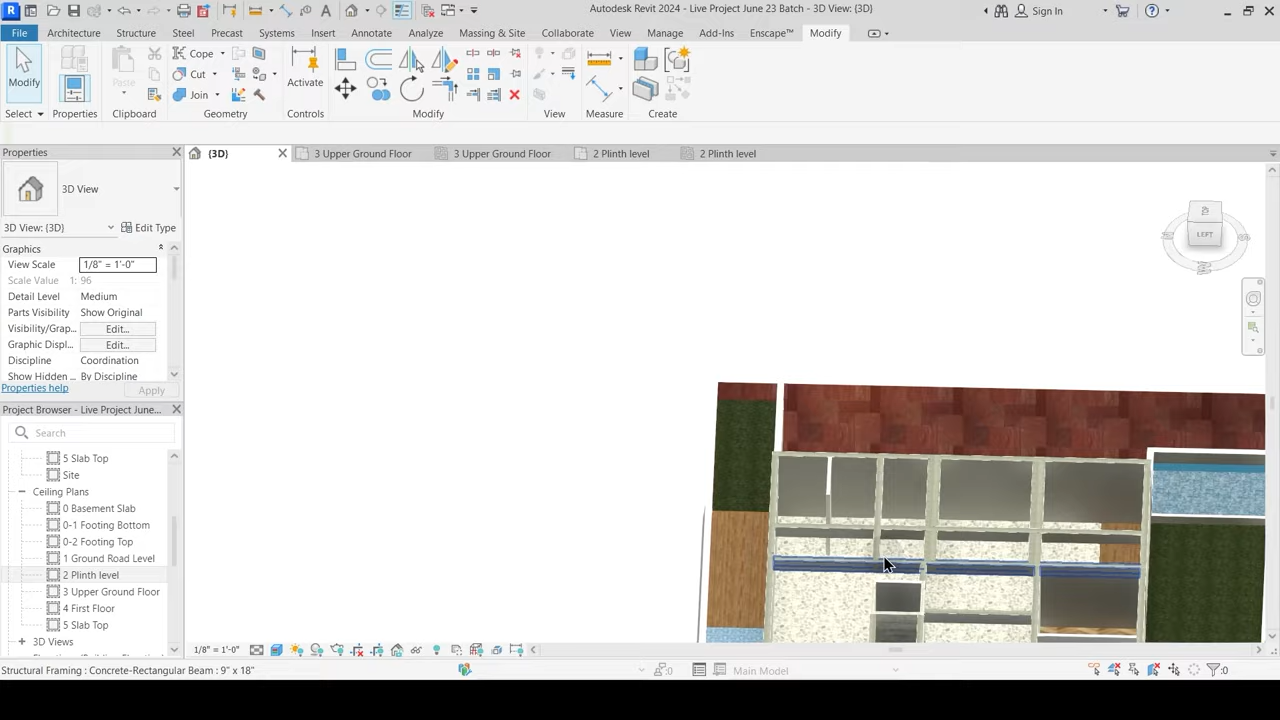 Autodesk Revit 2024 - Live Project June 23 Batch - 3D View: {3D}
Sign In
File Architecture Structure Steel Precast Systems Insert Annotate Analyze Massing & Site Collaborate View Manage Add-Ins Enscape™ Modify
Modify Paste Cope Cut Join Activate
Select Properties Clipboard Geometry Controls Modify View Measure Create
Properties
{3D} 3 Upper Ground Floor 3 Upper Ground Floor 2 Plinth level 2 Plinth level
3D View
3D View: {3D} Edit Type
Graphics
View Scale 1/8" = 1'-0"
Scale Value 1: 96
Detail Level Medium
Parts Visibility Show Original
Visibility/Grap... Edit...
Graphic Displ... Edit...
Discipline Coordination
Show Hidden ... By Discipline
Properties help Apply
LEFT
Project Browser - Live Project June...
Search
5 Slab Top
Site
Ceiling Plans
0 Basement Slab
0-1 Footing Bottom
0-2 Footing Top
1 Ground Road Level
2 Plinth level
3 Upper Ground Floor
4 First Floor
5 Slab Top
3D Views
1/8" = 1'-0"
Structural Framing : Concrete-Rectangular Beam : 9" x 18" :0 Main Model :0